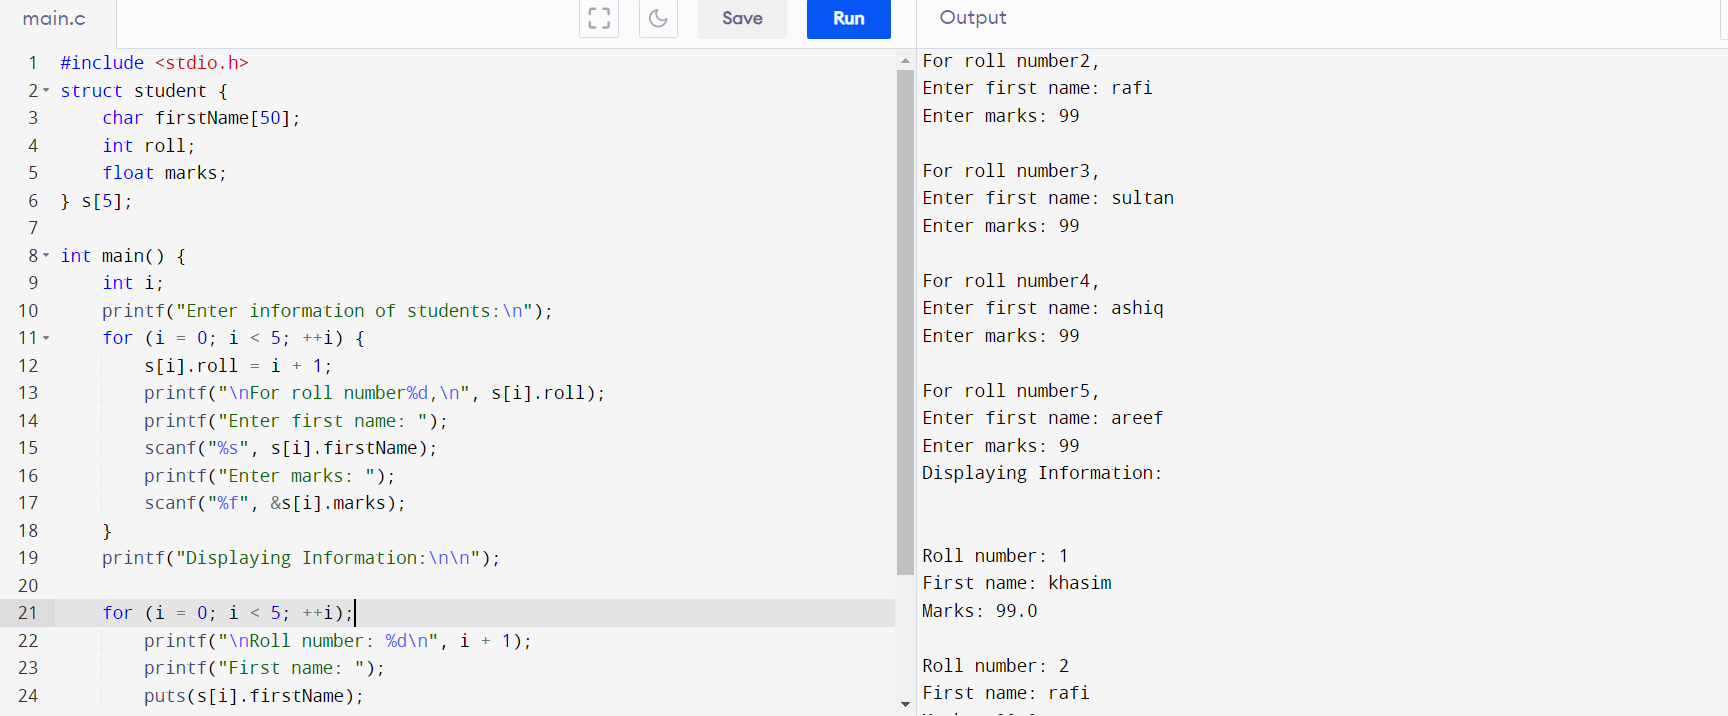 main.c
Save
Run
Output
1 #include <stdio.h>
2 struct student {
3 char firstName[50];
4 int roll;
5 float marks;
6 } s[5];
7
8 int main() {
9 int i;
10 printf("Enter information of students:\n");
11 for (i = 0; i < 5; ++i) {
12 s[i].roll = i + 1;
13 printf("\nFor roll number%d,\n", s[i].roll);
14 printf("Enter first name: ");
15 scanf("%s", s[i].firstName);
16 printf("Enter marks: ");
17 scanf("%f", &s[i].marks);
18 }
19 printf("Displaying Information:\n\n");
20
21 for (i = 0; i < 5; ++i);
22 printf("\nRoll number: %d\n", i + 1);
23 printf("First name: ");
24 puts(s[i].firstName);
For roll number2,
Enter first name: rafi
Enter marks: 99
For roll number3,
Enter first name: sultan
Enter marks: 99
For roll number4,
Enter first name: ashiq
Enter marks: 99
For roll number5,
Enter first name: areef
Enter marks: 99
Displaying Information:
Roll number: 1
First name: khasim
Marks: 99.0
Roll number: 2
First name: rafi